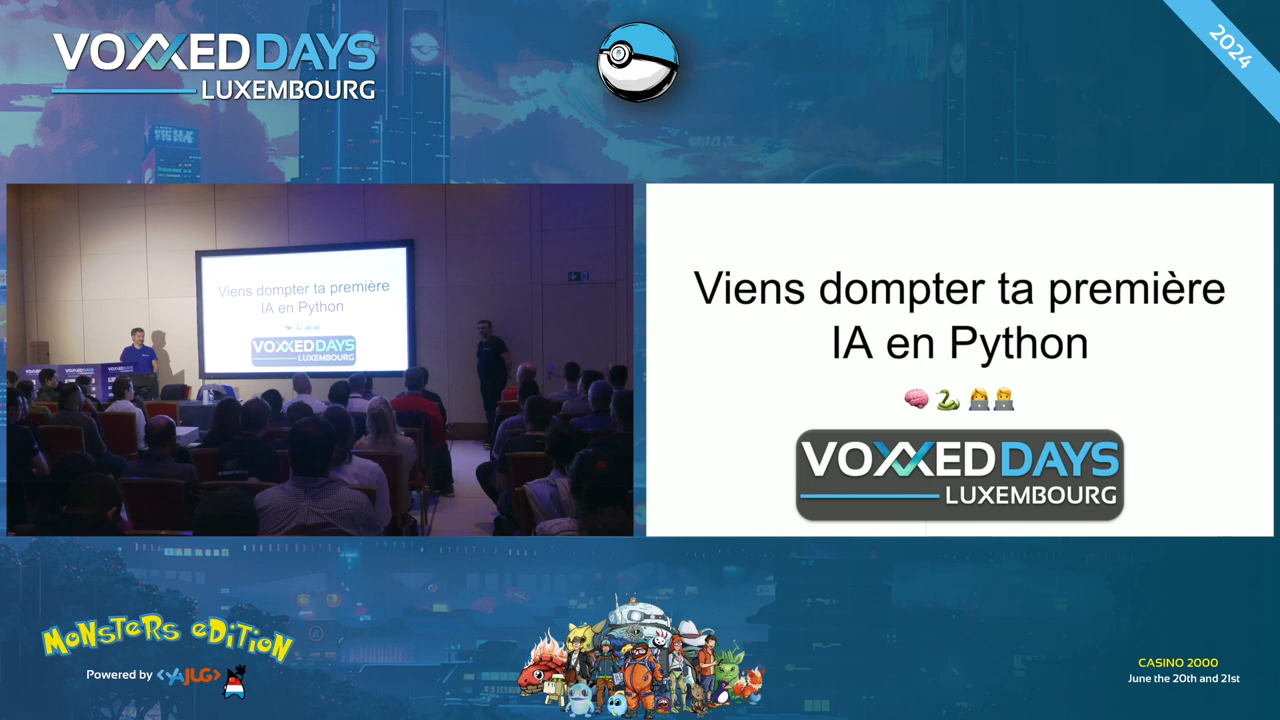 VOXXEDDAYS
LUXEMBOURG
2024
Viens dompter ta première
IA en Python
VOXXEDDAYS
LUXEMBOURG
Viens dompter ta première
IA en Python
VOXXEDDAYS
LUXEMBOURG
MONSTERS EDITION
Powered by <YAJLG>
CASINO 2000
June the 20th and 21st